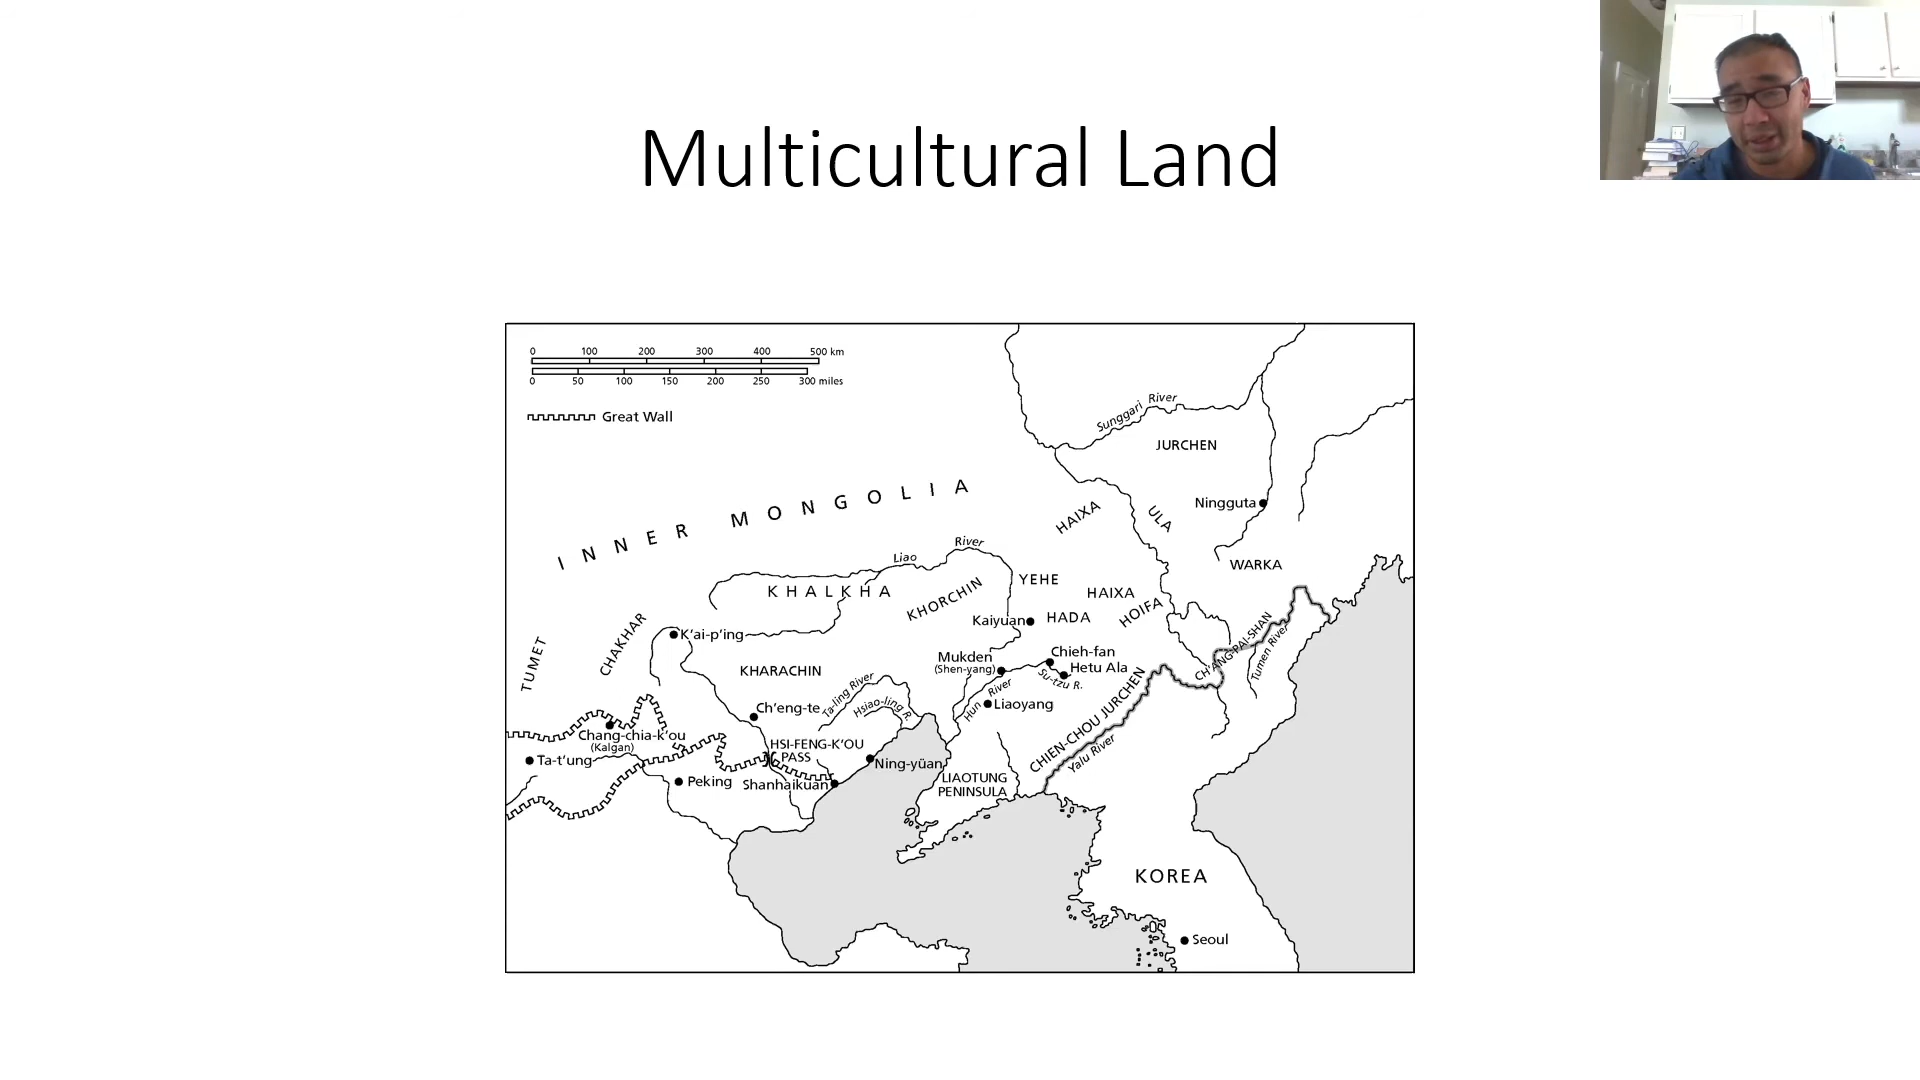 Multicultural Land
0 100 200 300 400 500 km
0 50 100 150 200 250 300 miles
Great Wall
Sunggari River
JURCHEN
INNER MONGOLIA
Ningguta
HAIXA
ULA
Liao River
WARKA
KHALKHA
KHORCHIN
YEHE
HAIXA
HOIFA
HADA
Kaiyuan
TUMET
CHAKHAR
K'ai-p'ing
CH'ANG-PAI-SHAN
Tumen River
KHARACHIN
Mukden
(Shen-yang)
Chieh-fan
Hetu Ala
Su-tzu R.
Ta-ling River
Hsiao-ling R.
Hun River
Liaoyang
Ch'eng-te
CHIEN-CHOU JURCHEN
Yalu River
Chang-chia-k'ou
(Kalgan)
HSI-FENG-K'OU
PASS
Ta-t'ung
Ning-yüan
Peking
Shanhaikuan
LIAOTUNG
PENINSULA
KOREA
Seoul